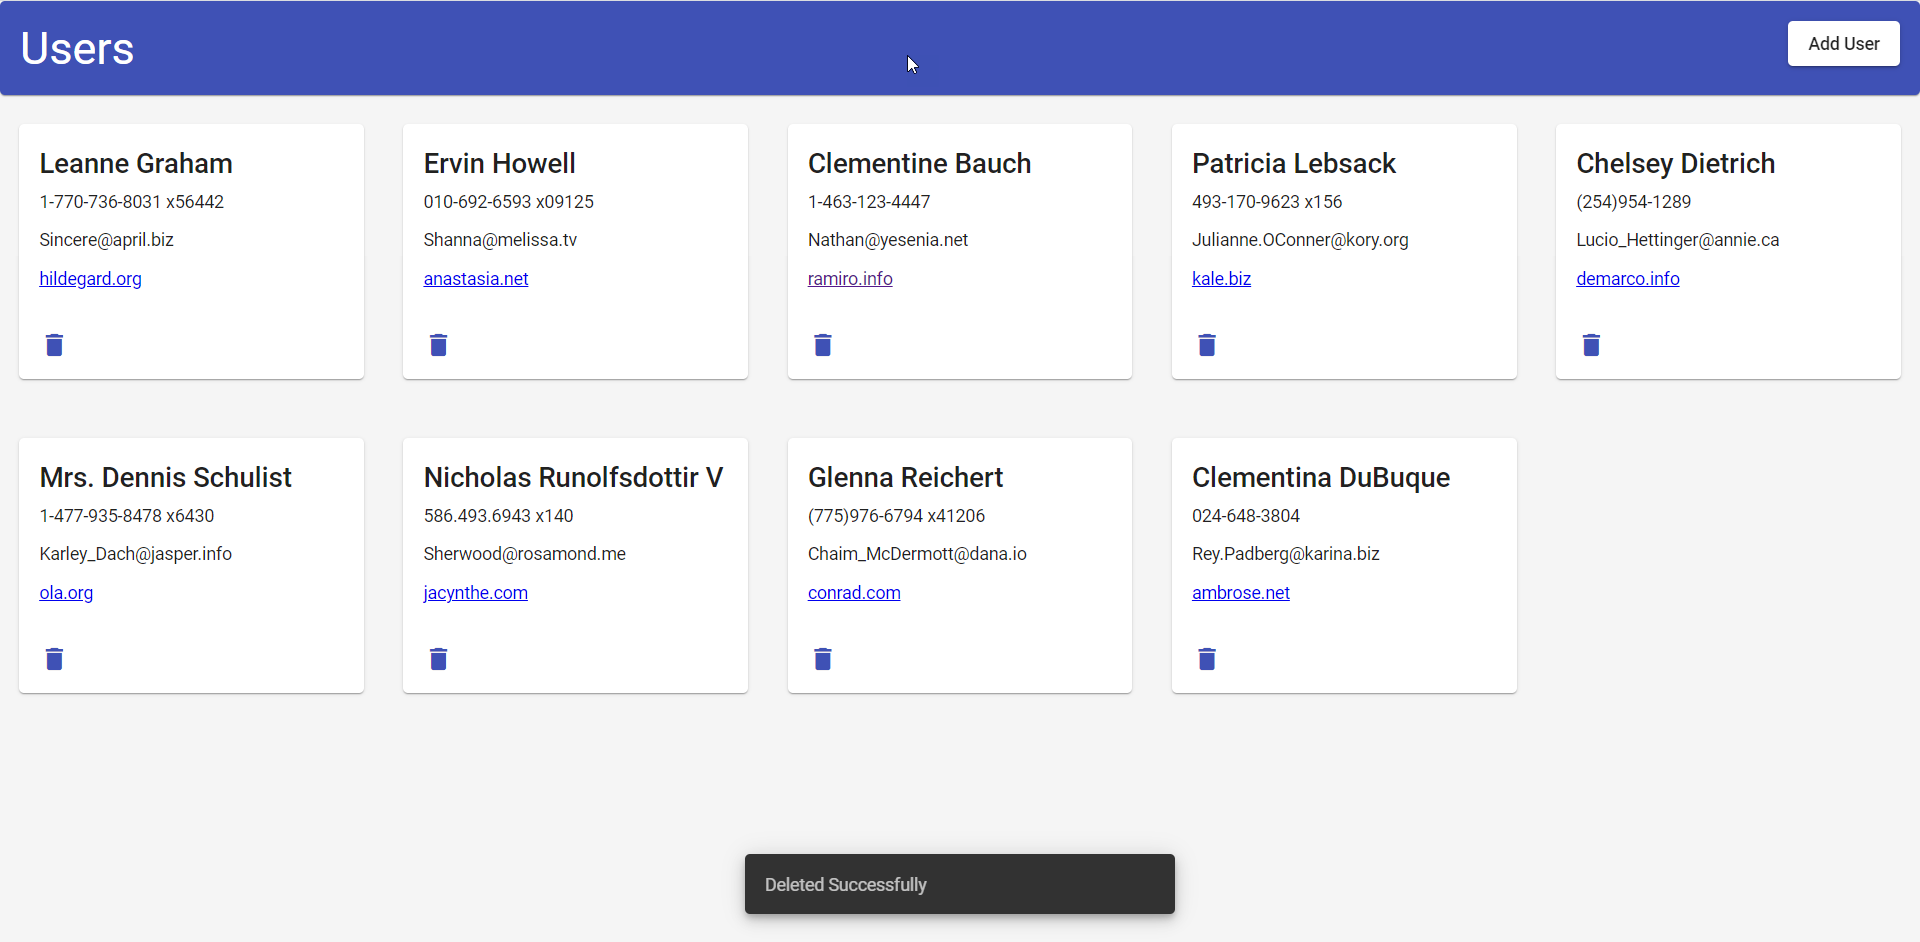 Users
Add User
Leanne Graham
1-770-736-8031 x56442
Sincere@april.biz
hildegard.org
Ervin Howell
010-692-6593 x09125
Shanna@melissa.tv
anastasia.net
Clementine Bauch
1-463-123-4447
Nathan@yesenia.net
ramiro.info
Patricia Lebsack
493-170-9623 x156
Julianne.OConner@kory.org
kale.biz
Chelsey Dietrich
(254)954-1289
Lucio_Hettinger@annie.ca
demarco.info
Mrs. Dennis Schulist
1-477-935-8478 x6430
Karley_Dach@jasper.info
ola.org
Nicholas Runolfsdottir V
586.493.6943 x140
Sherwood@rosamond.me
jacynthe.com
Glenna Reichert
(775)976-6794 x41206
Chaim_McDermott@dana.io
conrad.com
Clementina DuBuque
024-648-3804
Rey.Padberg@karina.biz
ambrose.net
Deleted Successfully